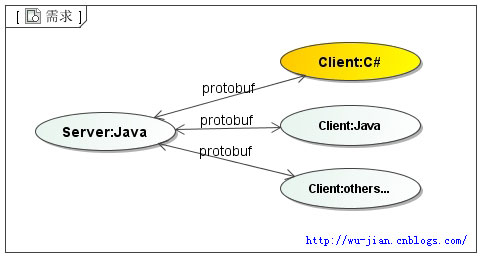 [ 需求 ]
Client:C#
protobuf
Server:Java
protobuf
Client:Java
protobuf
Client:others...
http://wu-jian.cnblogs.com/